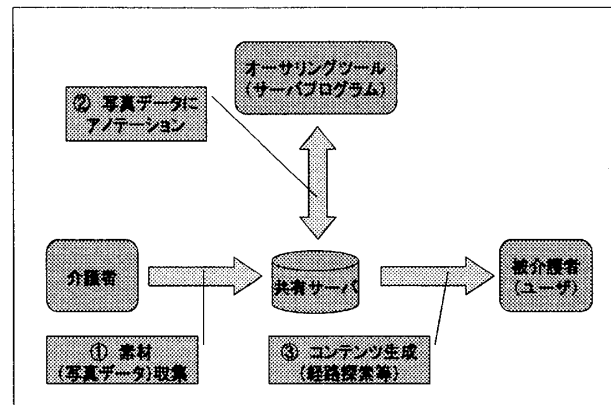 オーサリングツール
(サーバプログラム)
② 写真データに
アノテーション
介護者
共有サーバ
被介護者
(ユーザ)
① 素材
(写真データ)収集
③ コンテンツ生成
(経路探索等)